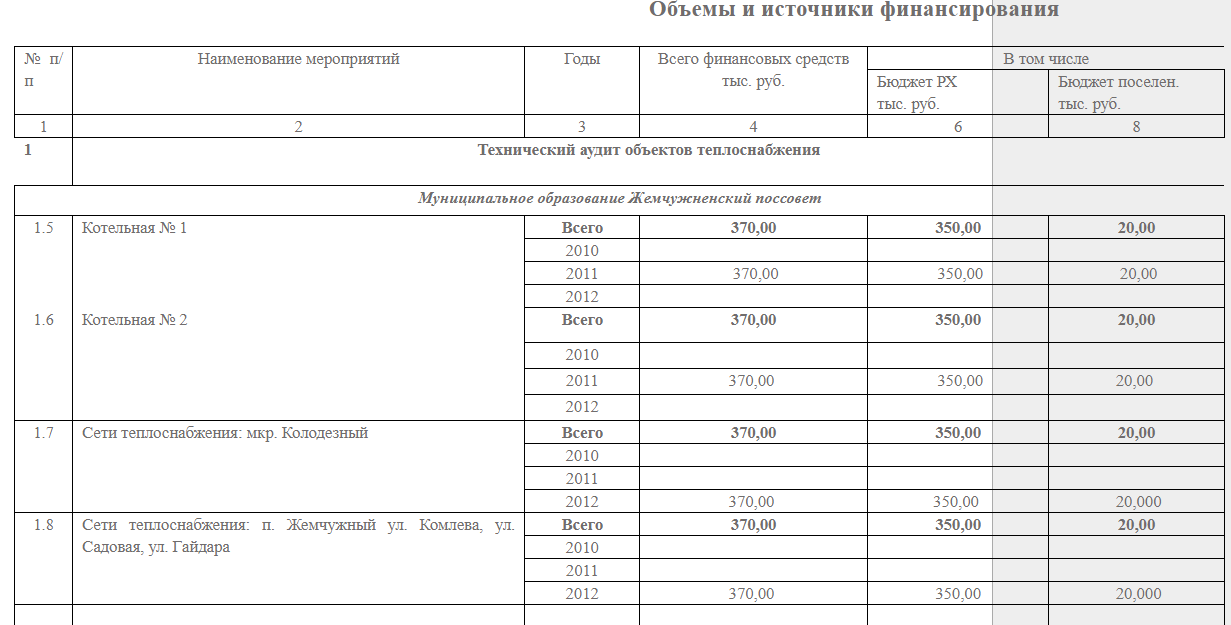 Объемы и источники финансирования
№ п/п Наименование мероприятий Годы Всего финансовых средств тыс. руб. В том числе
Бюджет РХ тыс. руб. Бюджет поселен. тыс. руб.
1 2 3 4 6 8
1 Технический аудит объектов теплоснабжения
Муниципальное образование Жемчужненский поссовет
1.5 Котельная № 1 Всего 370,00 350,00 20,00
2010
2011 370,00 350,00 20,00
2012
1.6 Котельная № 2 Всего 370,00 350,00 20,00
2010
2011 370,00 350,00 20,00
2012
1.7 Сети теплоснабжения: мкр. Колодезный Всего 370,00 350,00 20,00
2010
2011
2012 370,00 350,00 20,000
1.8 Сети теплоснабжения: п. Жемчужный ул. Комлева, ул. Всего 370,00 350,00 20,00
Садовая, ул. Гайдара 2010
2011
2012 370,00 350,00 20,000